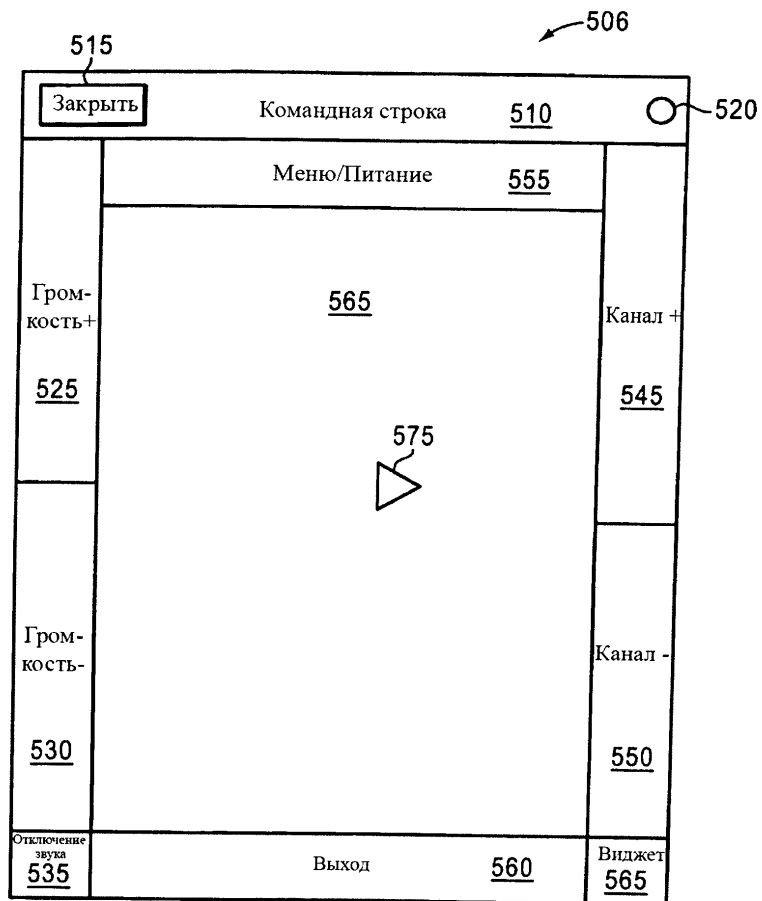 506
515
Закрыть
Командная строка
510
520
Меню/Питание
555
Гром-
кость+
525
565
Канал +
545
575
Гром-
кость-
530
Канал -
550
Отключение
звука
535
Выход
560
Виджет
565